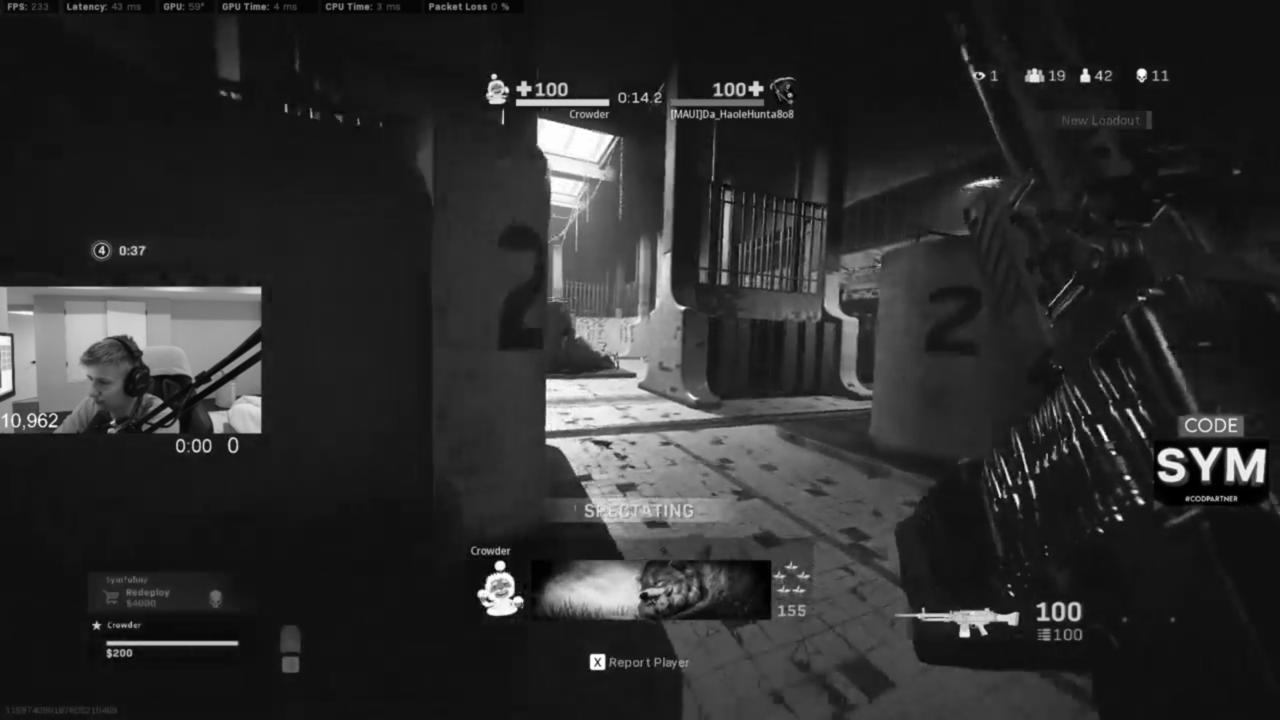 FPS: 233 Latency: 43 ms GPU: 59° GPU Time: 4 ms CPU Time: 3 ms Packet Loss 0 %
1 19 42 11
100 0:14.2 100
Crowder [MAUI]Da_HaoleHunta8o8
New Loadout
2
2
4 0:37
10,962
0:00 0
CODE
SYM
#CODPARTNER
SPECTATING
Crowder
155
Symfuhny
Redeploy
$4000
Crowder
$200
100
100
X Report Player